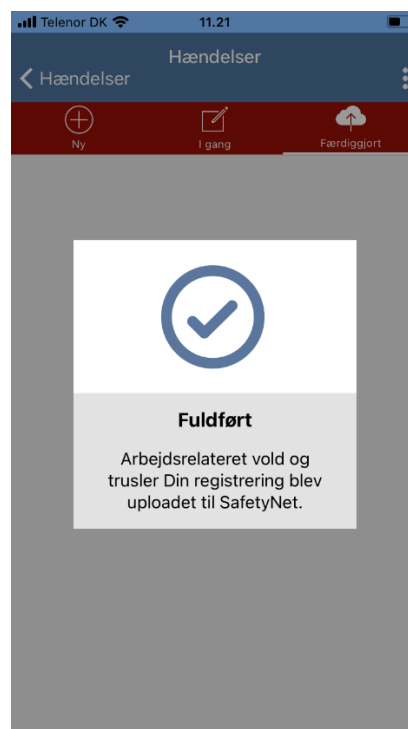 Telenor DK 11.21
Hændelser
Hændelser
Ny I gang Færdiggjort
Fuldført
Arbejdsrelateret vold og
trusler Din registrering blev
uploadet til SafetyNet.